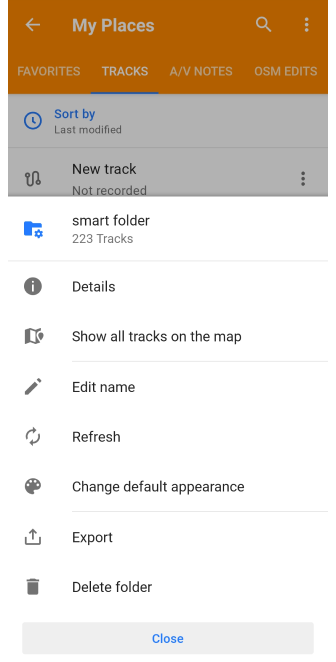 My Places
FAVORITES TRACKS A/V NOTES OSM EDITS
Sort by
Last modified
New track
Not recorded
smart folder
223 Tracks
Details
Show all tracks on the map
Edit name
Refresh
Change default appearance
Export
Delete folder
Close